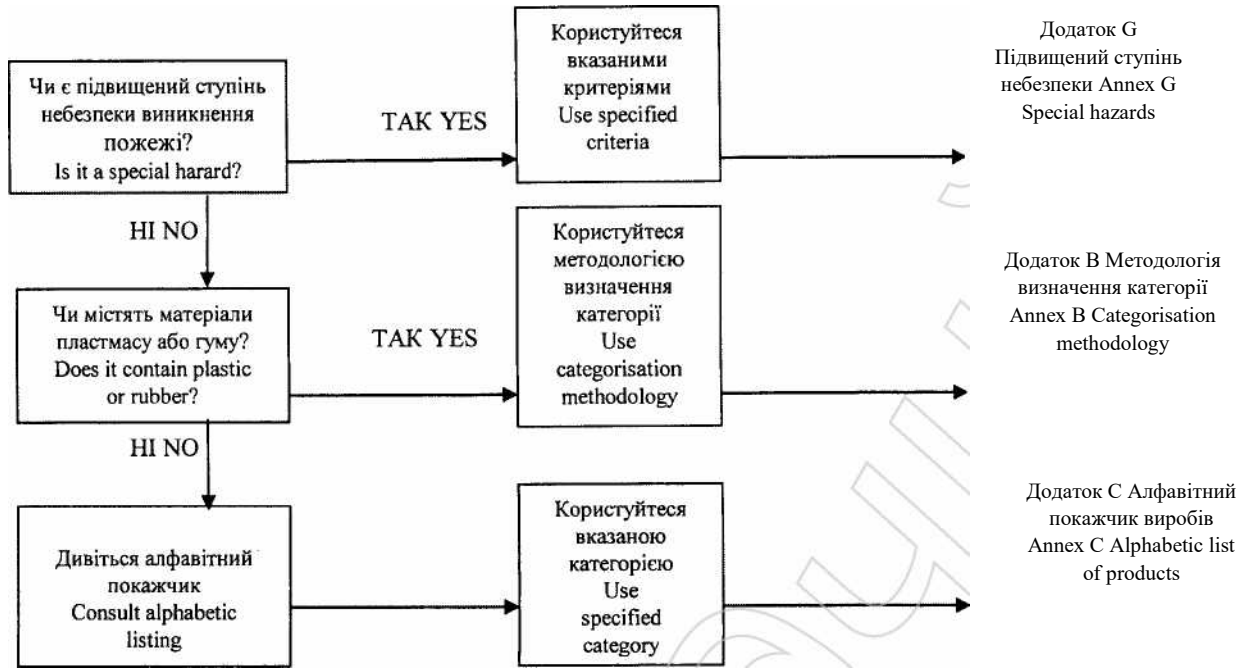 Чи є підвищений ступінь
небезпеки виникнення
пожежі?
Is it a special harard?
ТАК YES
Користуйтеся
вказаними
критеріями
Use specified
criteria
Додаток G
Підвищений ступінь
небезпеки Annex G
Special hazards
НІ NO
Чи містять матеріали
пластмасу або гуму?
Does it contain plastic
or rubber?
ТАК YES
Користуйтеся
методологією
визначення
категорії
Use
categorisation
methodology
Додаток В Методологія
визначення категорії
Annex B Categorisation
methodology
НІ NO
Дивіться алфавітний
покажчик
Consult alphabetic
listing
Користуйтеся
вказаною
категорією
Use
specified
category
Додаток С Алфавітний
покажчик виробів
Annex C Alphabetic list
of products